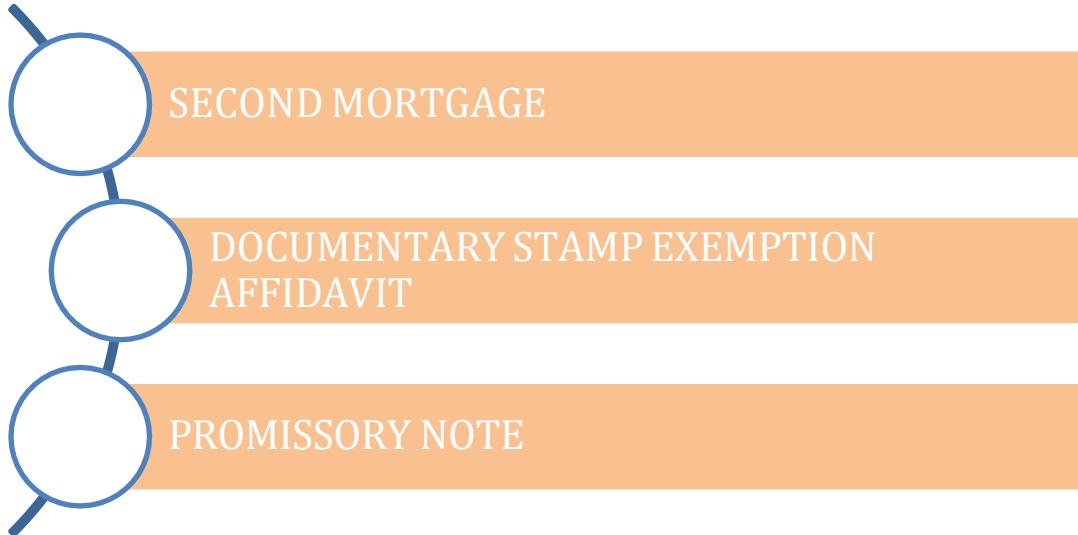 SECOND MORTGAGE
DOCUMENTARY STAMP EXEMPTION
AFFIDAVIT
PROMISSORY NOTE